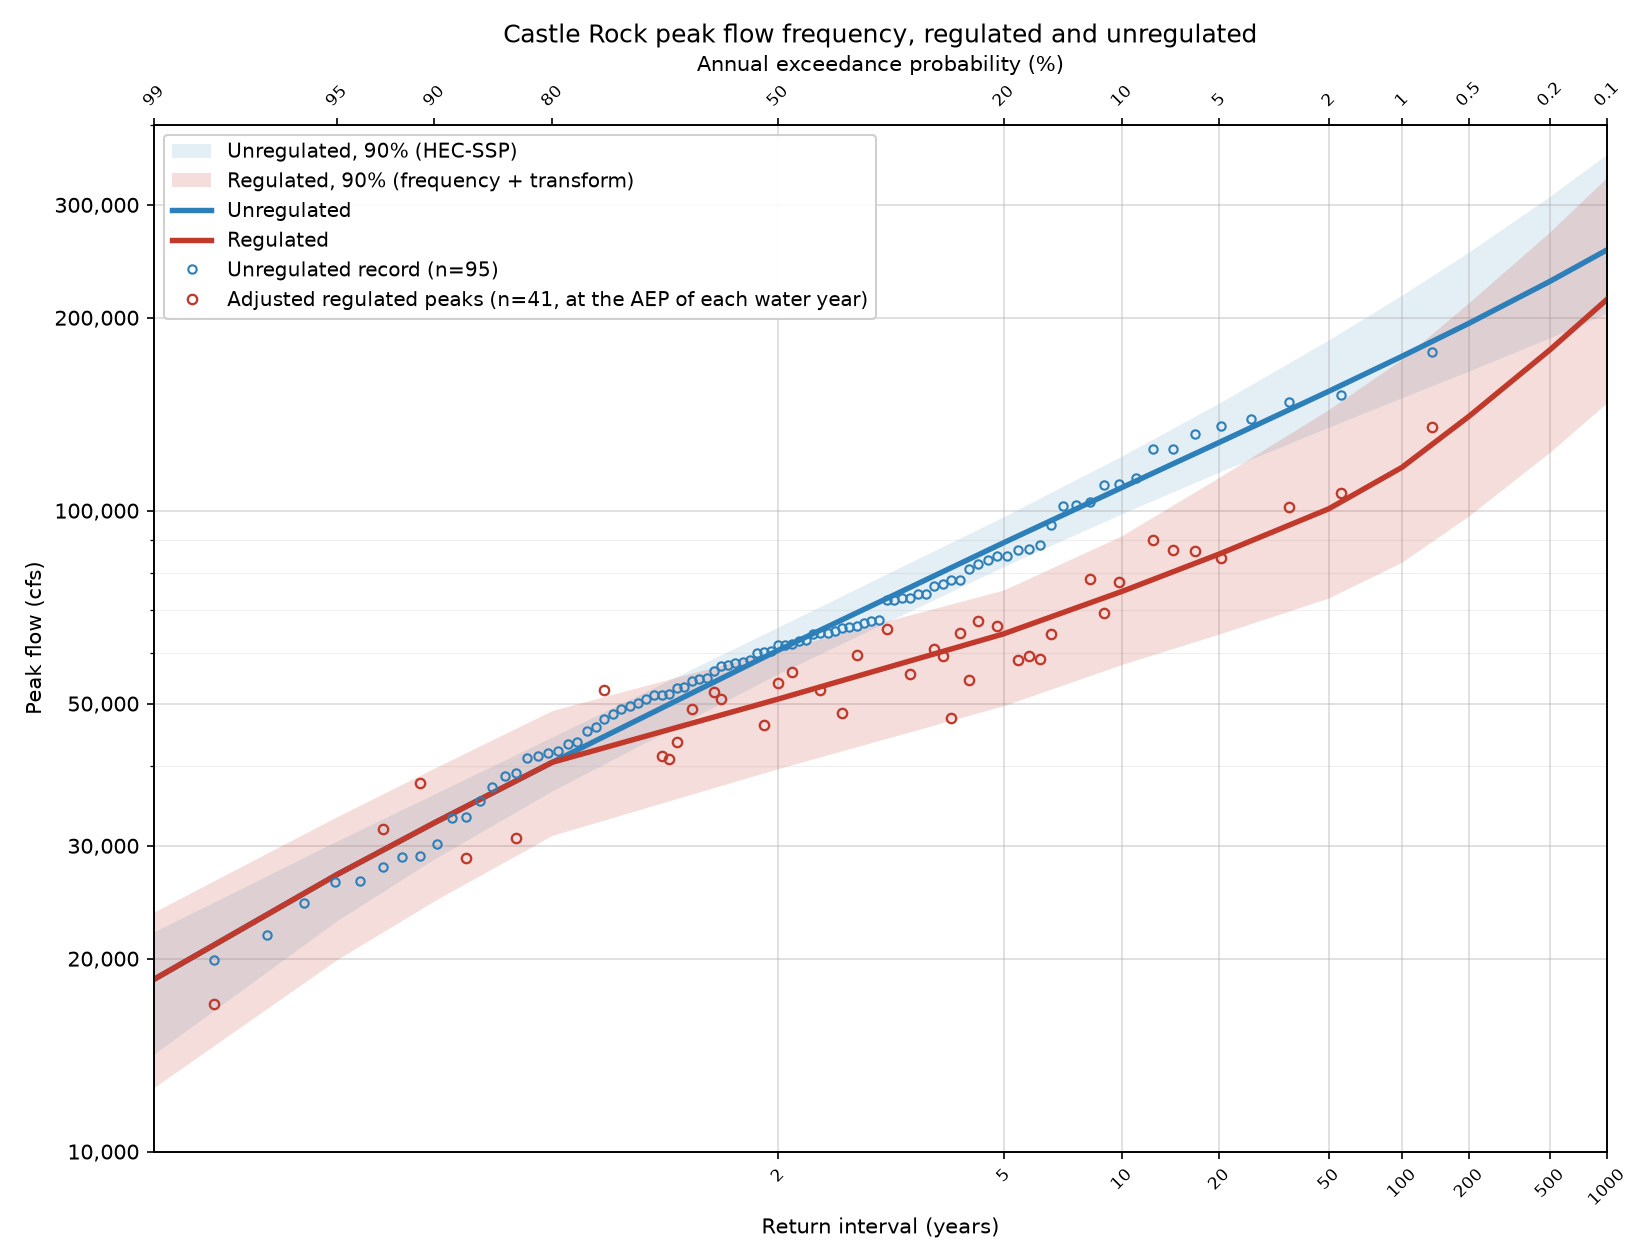 Castle Rock peak flow frequency, regulated and unregulated
Annual exceedance probability (%)
99 95 90 80 50 20 10 5 2 1 0.5 0.2 0.1
Unregulated, 90% (HEC-SSP)
Regulated, 90% (frequency + transform)
Unregulated
Regulated
Unregulated record (n=95)
Adjusted regulated peaks (n=41, at the AEP of each water year)
Peak flow (cfs)
300,000
200,000
100,000
50,000
30,000
20,000
10,000
2 5 10 20 50 100 200 500 1000
Return interval (years)